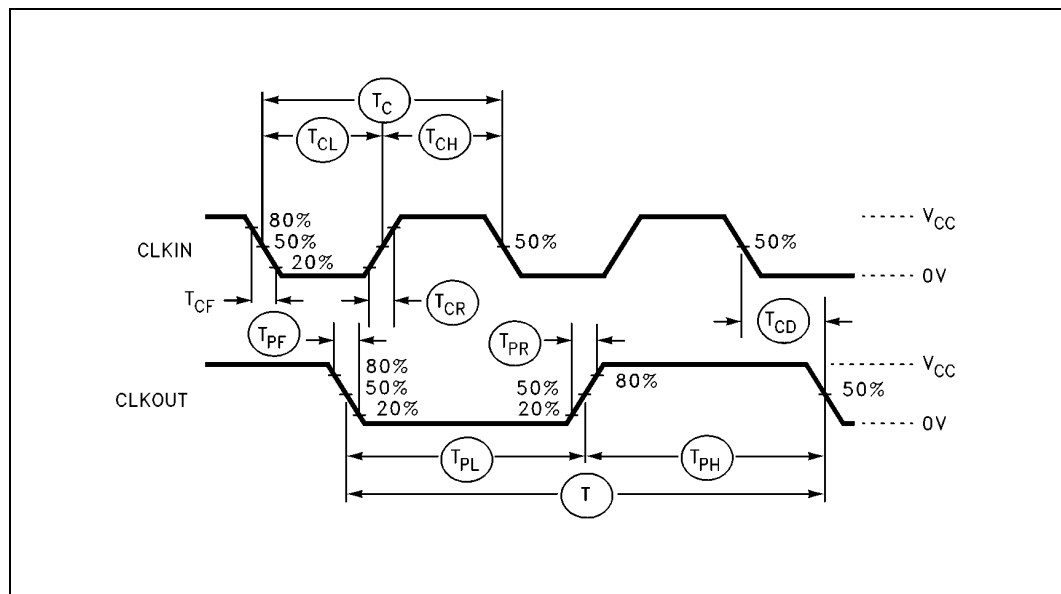 T_C
T_CL T_CH
80%
50%
20%
50%
50%
V_CC
0V
CLKIN
T_CF
T_CR
T_CD
T_PF
T_PR
80%
50%
20%
50%
20%
80%
50%
V_CC
0V
CLKOUT
T_PL T_PH
T